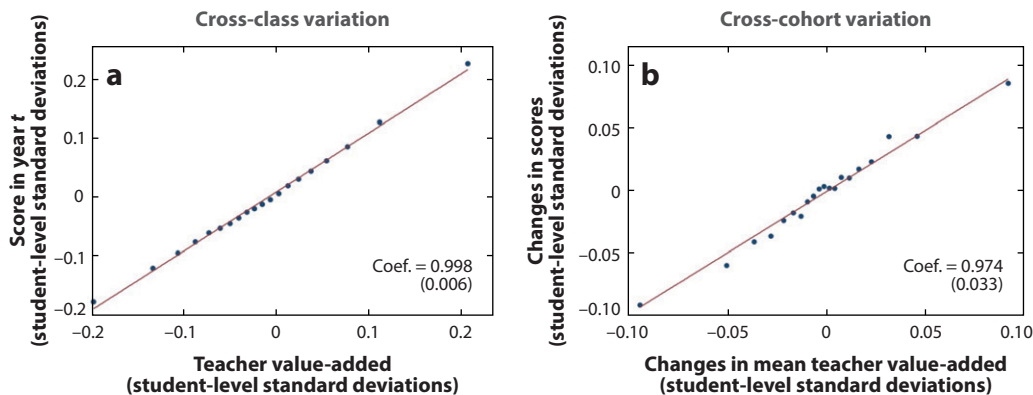 Cross-class variation
a
Score in year t
(student-level standard deviations)
0.2
0.1
0
−0.1
−0.2
Coef. = 0.998
(0.006)
−0.2
−0.1
0
0.1
0.2
Teacher value-added
(student-level standard deviations)
Cross-cohort variation
b
Changes in scores
(student-level standard deviations)
0.10
0.05
0
−0.05
−0.10
Coef. = 0.974
(0.033)
−0.10
−0.05
0
0.05
0.10
Changes in mean teacher value-added
(student-level standard deviations)